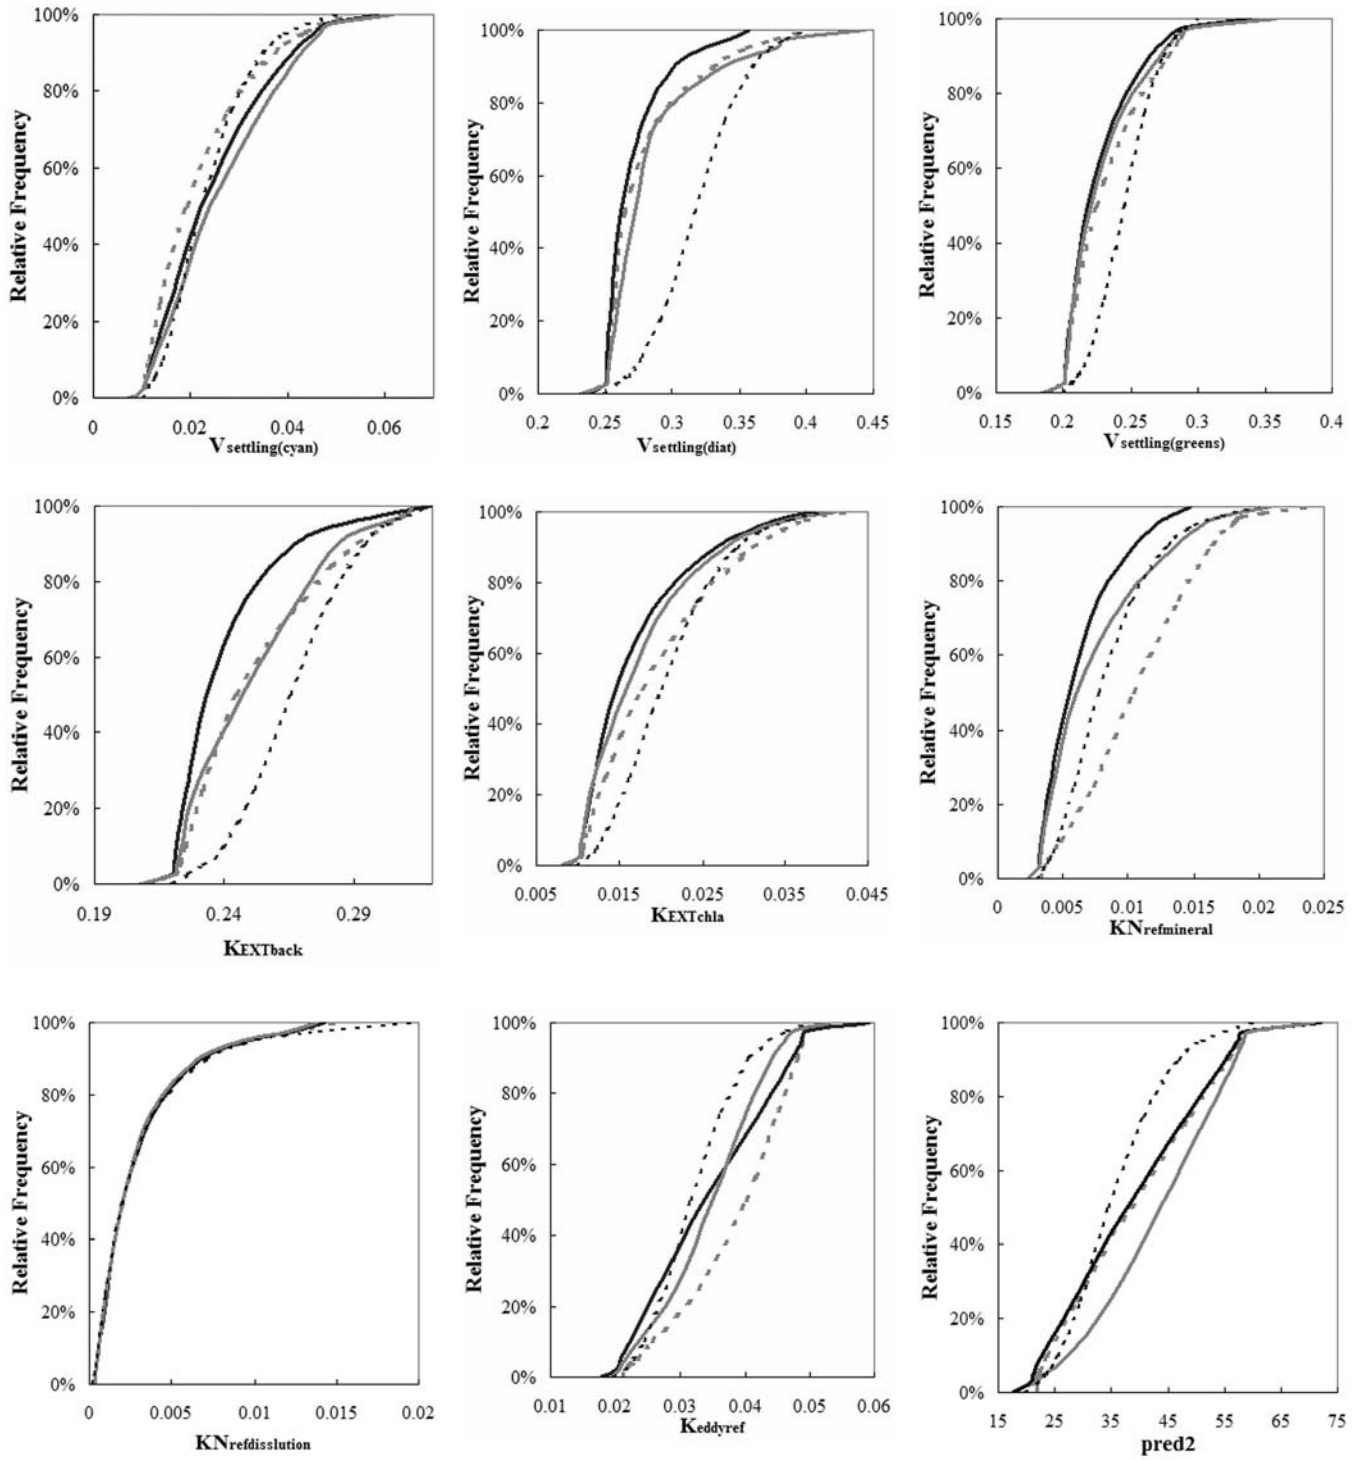 100%
80%
60%
40%
20%
0%
Relative Frequency
0 0.02 0.04 0.06
Vsettling(cyan)
100%
80%
60%
40%
20%
0%
Relative Frequency
0.2 0.25 0.3 0.35 0.4 0.45
Vsettling(diat)
100%
80%
60%
40%
20%
0%
Relative Frequency
0.15 0.2 0.25 0.3 0.35 0.4
Vsettling(greens)
100%
80%
60%
40%
20%
0%
Relative Frequency
0.19 0.24 0.29
KEXTback
100%
80%
60%
40%
20%
0%
Relative Frequency
0.005 0.015 0.025 0.035 0.045
KEXTchla
100%
80%
60%
40%
20%
0%
Relative Frequency
0 0.005 0.01 0.015 0.02 0.025
KNrefmineral
100%
80%
60%
40%
20%
0%
Relative Frequency
0 0.005 0.01 0.015 0.02
KNrefdisslution
100%
80%
60%
40%
20%
0%
Relative Frequency
0.01 0.02 0.03 0.04 0.05 0.06
Keddyref
100%
80%
60%
40%
20%
0%
Relative Frequency
15 25 35 45 55 65 75
pred2